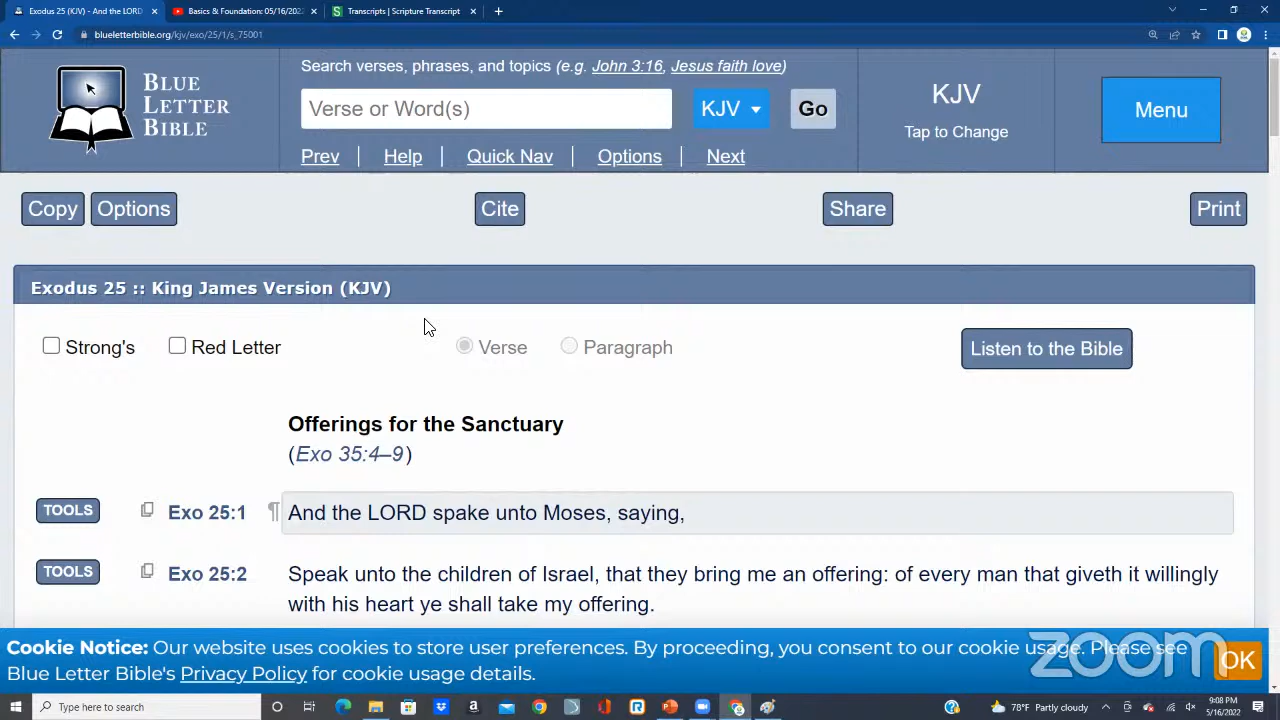 Exodus 25 (KJV) - And the LORD
Basics & Foundation: 05/16/2022
Transcripts | Scripture Transcript
blueletterbible.org/kjv/exo/25/1/s_75001
BLUE
LETTER
BIBLE
Search verses, phrases, and topics (e.g. John 3:16, Jesus faith love)
Verse or Word(s)
KJV
Go
Prev
Help
Quick Nav
Options
Next
KJV
Tap to Change
Menu
Copy
Options
Cite
Share
Print
Exodus 25 :: King James Version (KJV)
Strong's
Red Letter
Verse
Paragraph
Listen to the Bible
Offerings for the Sanctuary
(Exo 35:4–9)
TOOLS Exo 25:1 ¶ And the LORD spake unto Moses, saying,
TOOLS Exo 25:2 Speak unto the children of Israel, that they bring me an offering: of every man that giveth it willingly
with his heart ye shall take my offering.
Cookie Notice: Our website uses cookies to store user preferences. By proceeding, you consent to our cookie usage. Please see
Blue Letter Bible's Privacy Policy for cookie usage details.
OK
zoom
Type here to search
78°F Partly cloudy
9:08 PM
5/16/2022